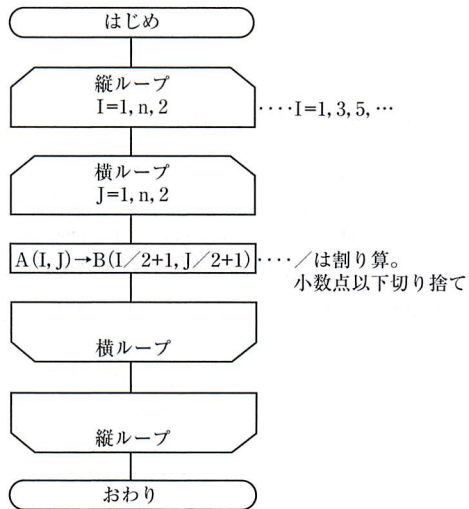 はじめ
縦ループ
I=1, n, 2
‥‥I=1, 3, 5, …
横ループ
J=1, n, 2
A(I, J)→B(I／2+1, J／2+1)
‥‥／は割り算。
小数点以下切り捨て
横ループ
縦ループ
おわり